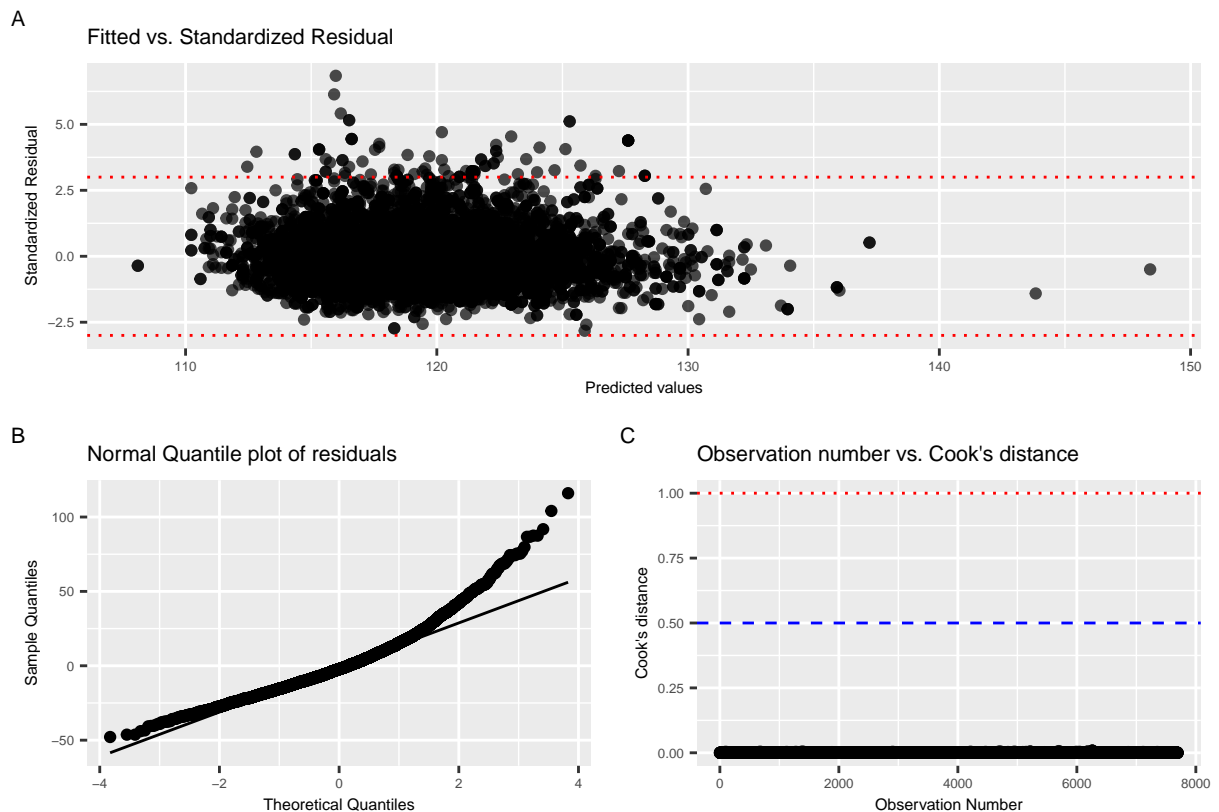 A
Fitted vs. Standardized Residual
Standardized Residual
5.0
2.5
0.0
−2.5
110
120
130
140
150
Predicted values
B
Normal Quantile plot of residuals
Sample Quantiles
100
50
0
−50
−4
−2
0
2
4
Theoretical Quantiles
C
Observation number vs. Cook's distance
Cook's distance
1.00
0.75
0.50
0.25
0.00
0
2000
4000
6000
8000
Observation Number